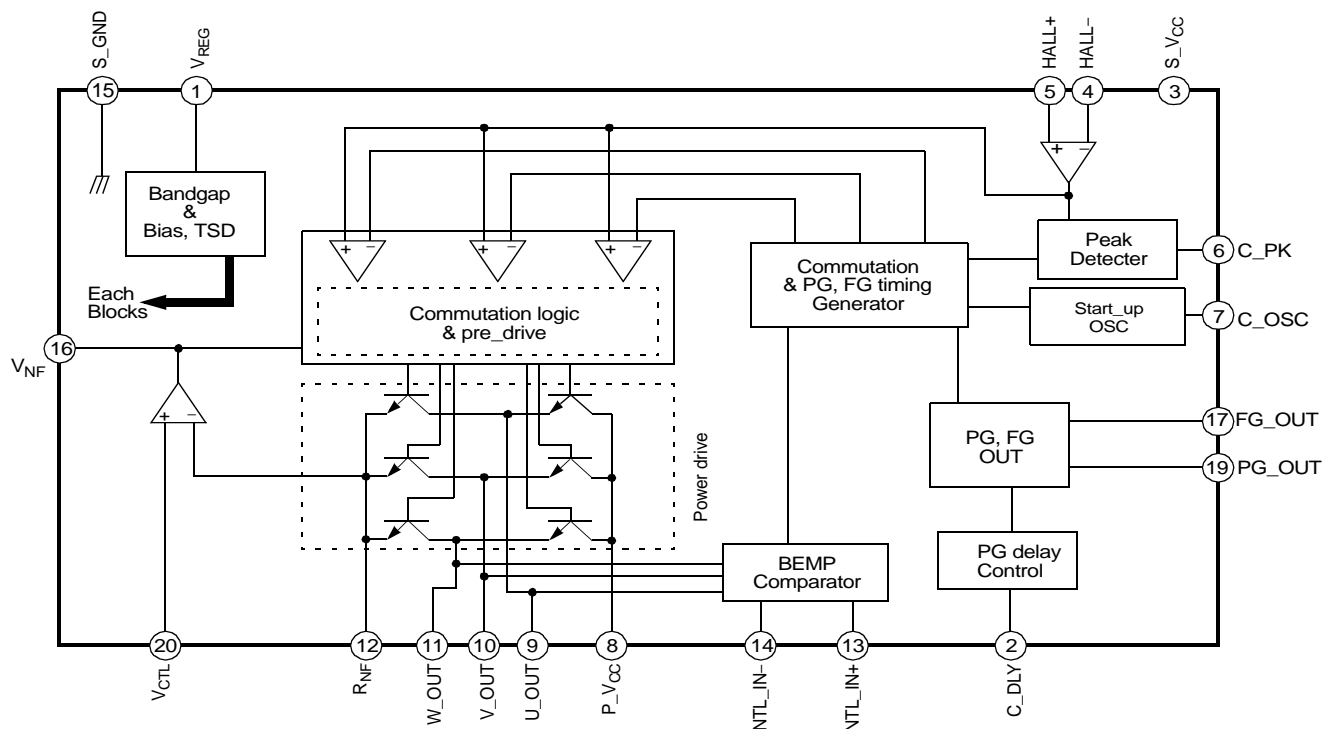 S_GND
VREG
HALL+
HALL−
S_VCC
15
1
5
4
3
+ −
Bandgap
&
Bias, TSD
+ −
+ −
+ −
Peak
Detecter
6
C_PK
Commutation
& PG, FG timing
Generator
Each
Blocks
Commutation logic
& pre_drive
Start_up
OSC
7
C_OSC
16
VNF
+ −
PG, FG
OUT
17
FG_OUT
19
PG_OUT
Power drive
BEMP
Comparator
PG delay
Control
20
12
11
10
9
8
14
13
2
VCTL
RNF
W_OUT
V_OUT
U_OUT
P_VCC
NTL_IN−
NTL_IN+
C_DLY